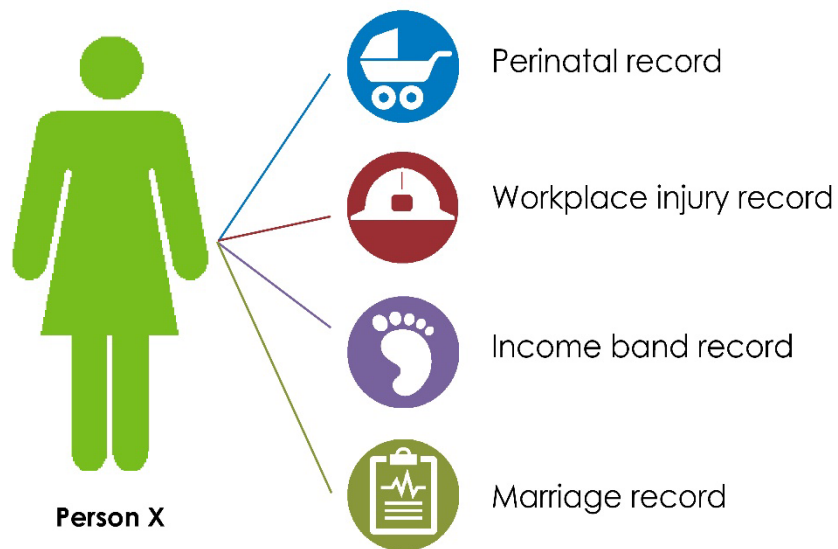 Perinatal record
Workplace injury record
Income band record
Marriage record
Person X